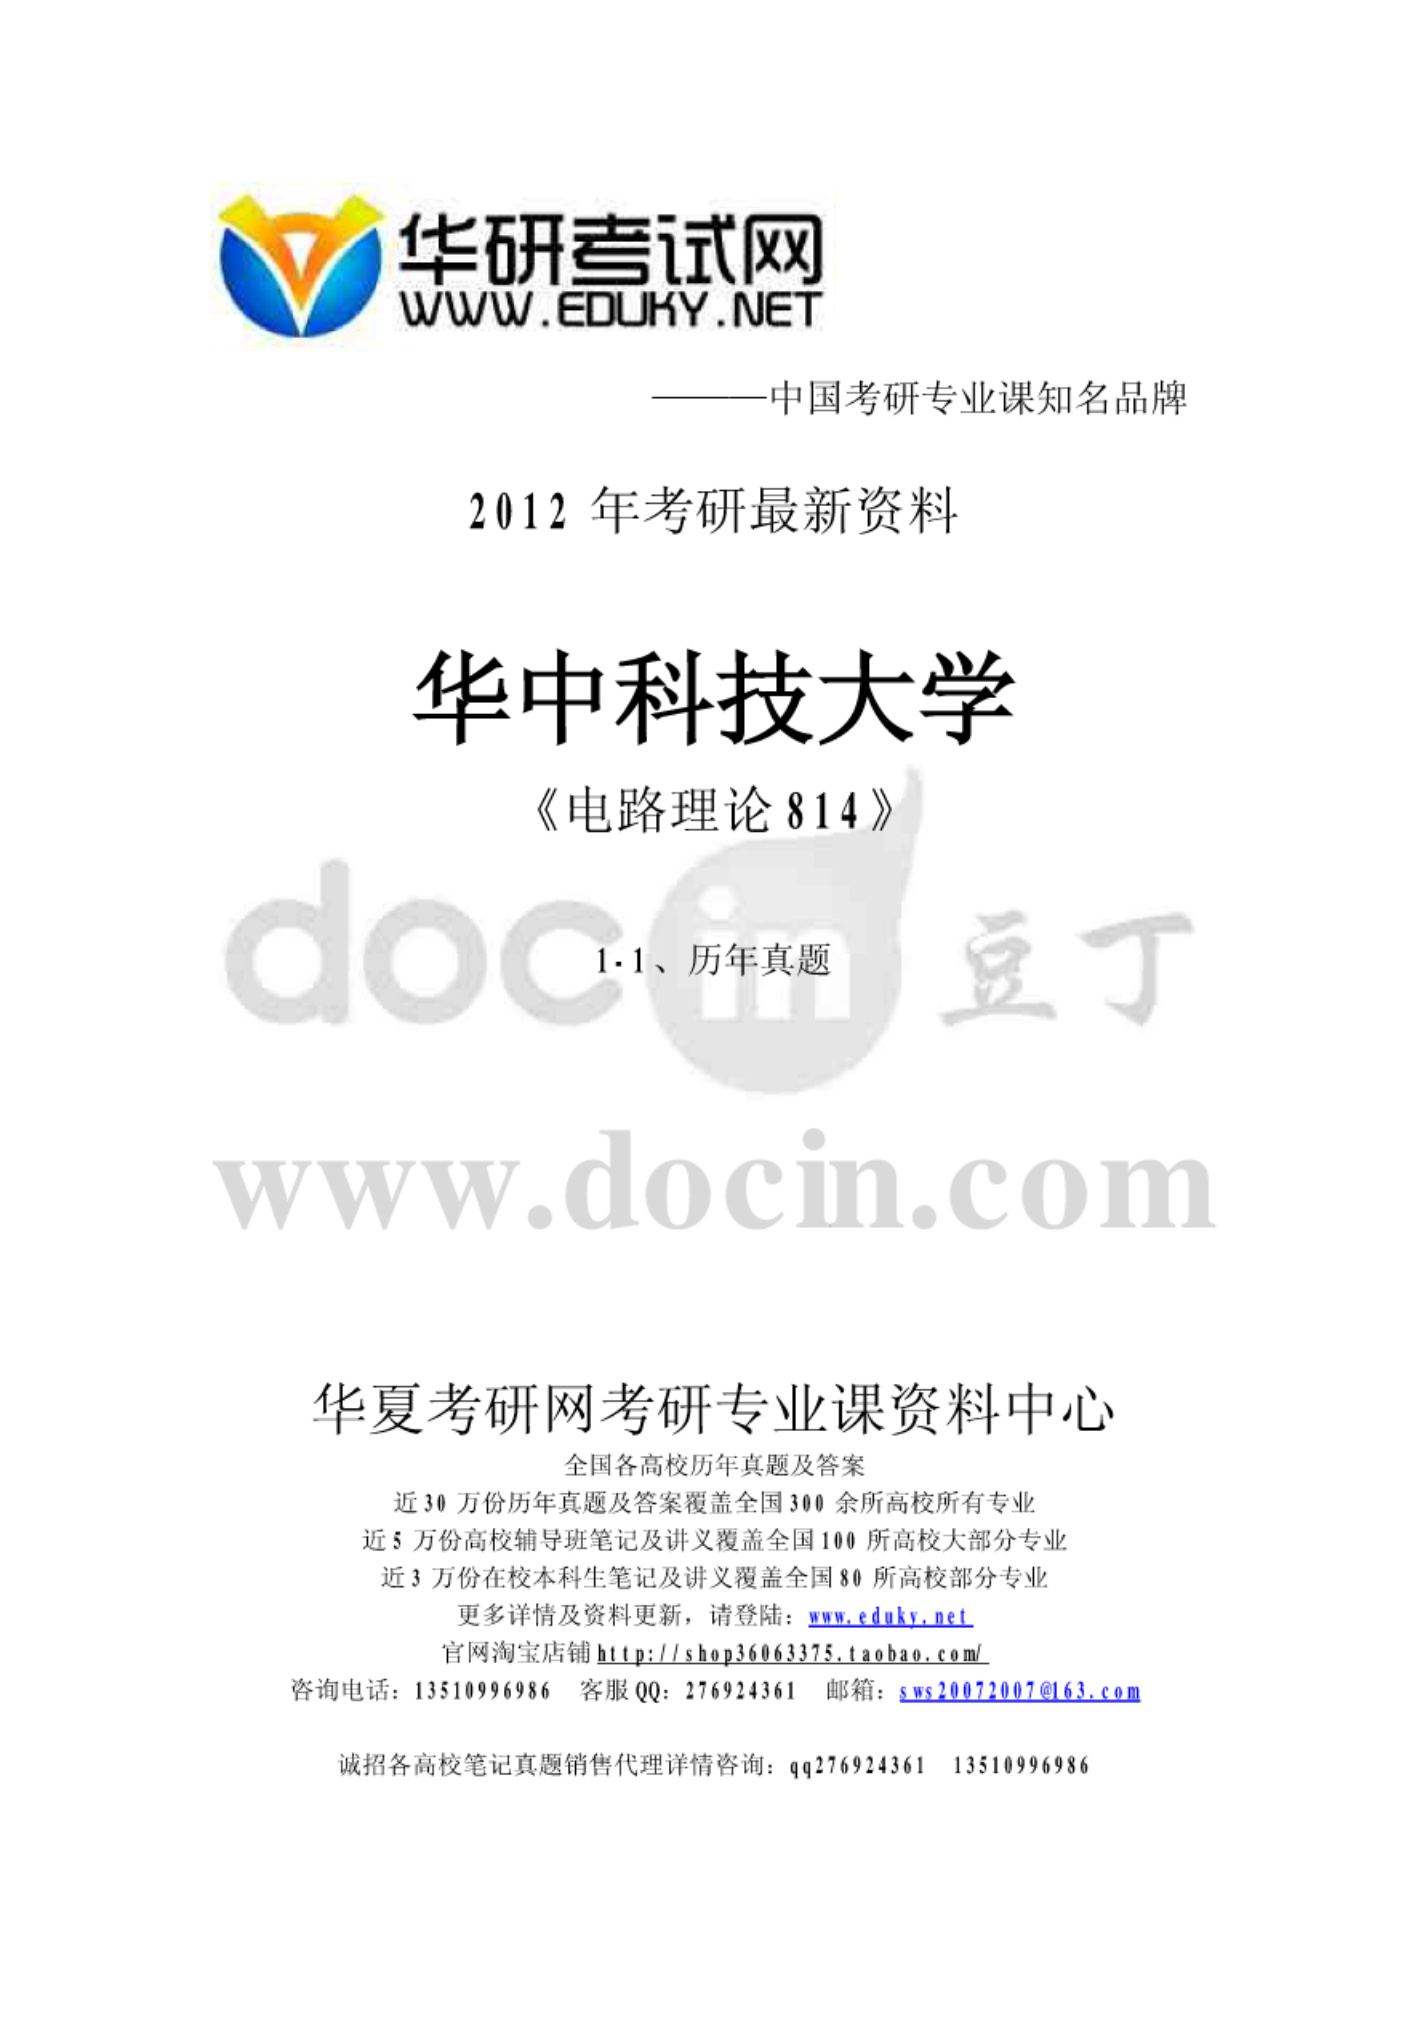 华研考试网
WWW.EDUKY.NET
———中国考研专业课知名品牌
2012 年考研最新资料
华中科技大学
《电路理论 814》
docin 豆丁
1-1、历年真题
www.docin.com
华夏考研网考研专业课资料中心
全国各高校历年真题及答案
近 30 万份历年真题及答案覆盖全国 300 余所高校所有专业
近 5 万份高校辅导班笔记及讲义覆盖全国 100 所高校大部分专业
近 3 万份在校本科生笔记及讲义覆盖全国 80 所高校部分专业
更多详情及资料更新，请登陆：www.eduky.net
官网淘宝店铺 http://shop36063375.taobao.com/
咨询电话：13510996986 客服 QQ：276924361 邮箱：sws20072007@163.com
诚招各高校笔记真题销售代理详情咨询：qq276924361 13510996986